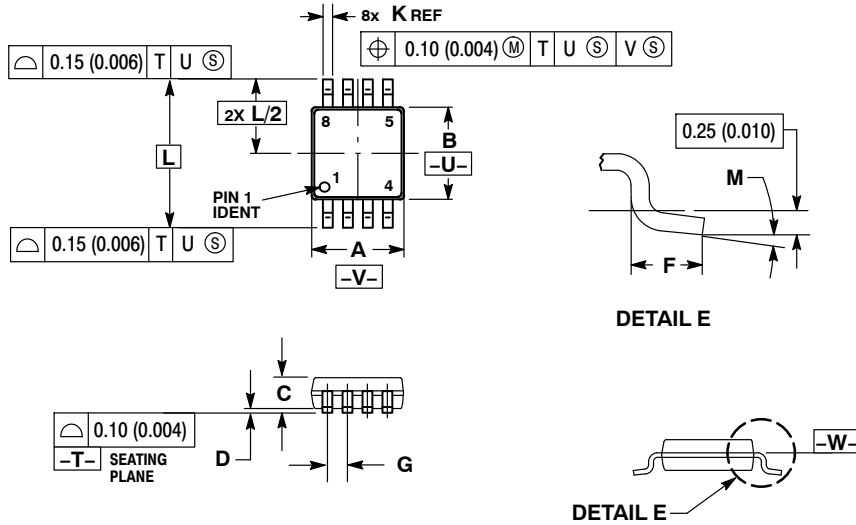 8x K REF
⌓ 0.15 (0.006) T U Ⓢ
⌖ 0.10 (0.004) Ⓜ T U Ⓢ V Ⓢ
2X L/2
8 5
B
–U–
L
1
4
PIN 1
IDENT
⌓ 0.15 (0.006) T U Ⓢ
A
–V–
0.25 (0.010)
M
F
DETAIL E
C
⌓ 0.10 (0.004)
–T– SEATING
PLANE
D
G
–W–
DETAIL E